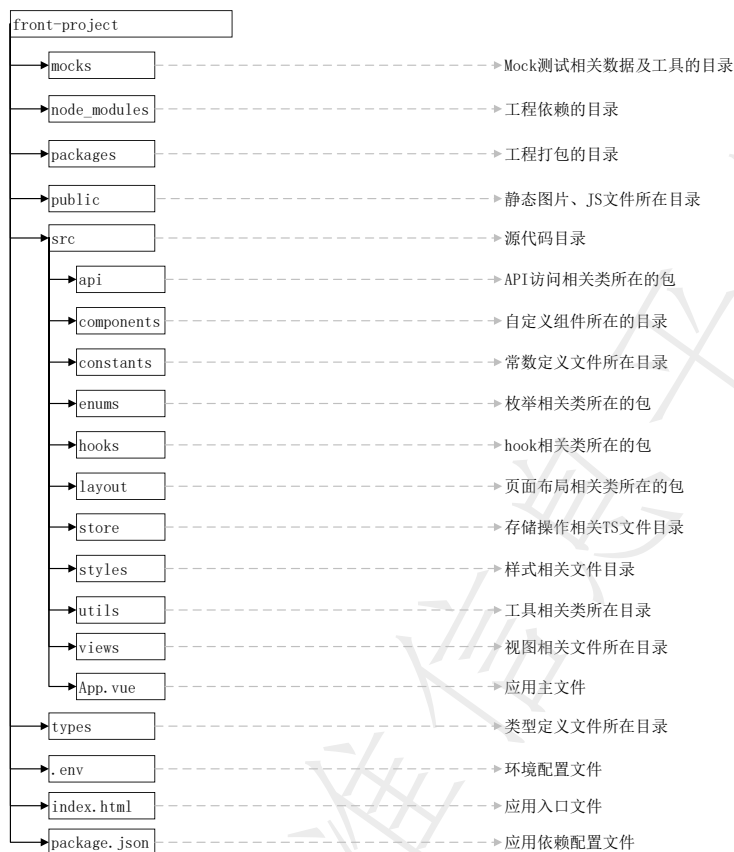 front-project
mocks Mock测试相关数据及工具的目录
node_modules 工程依赖的目录
packages 工程打包的目录
public 静态图片、JS文件所在目录
src 源代码目录
api API访问相关类所在的包
components 自定义组件所在的目录
constants 常数定义文件所在目录
enums 枚举相关类所在的包
hooks hook相关类所在的包
layout 页面布局相关类所在的包
store 存储操作相关TS文件目录
styles 样式相关文件目录
utils 工具相关类所在目录
views 视图相关文件所在目录
App.vue 应用主文件
types 类型定义文件所在目录
.env 环境配置文件
index.html 应用入口文件
package.json 应用依赖配置文件